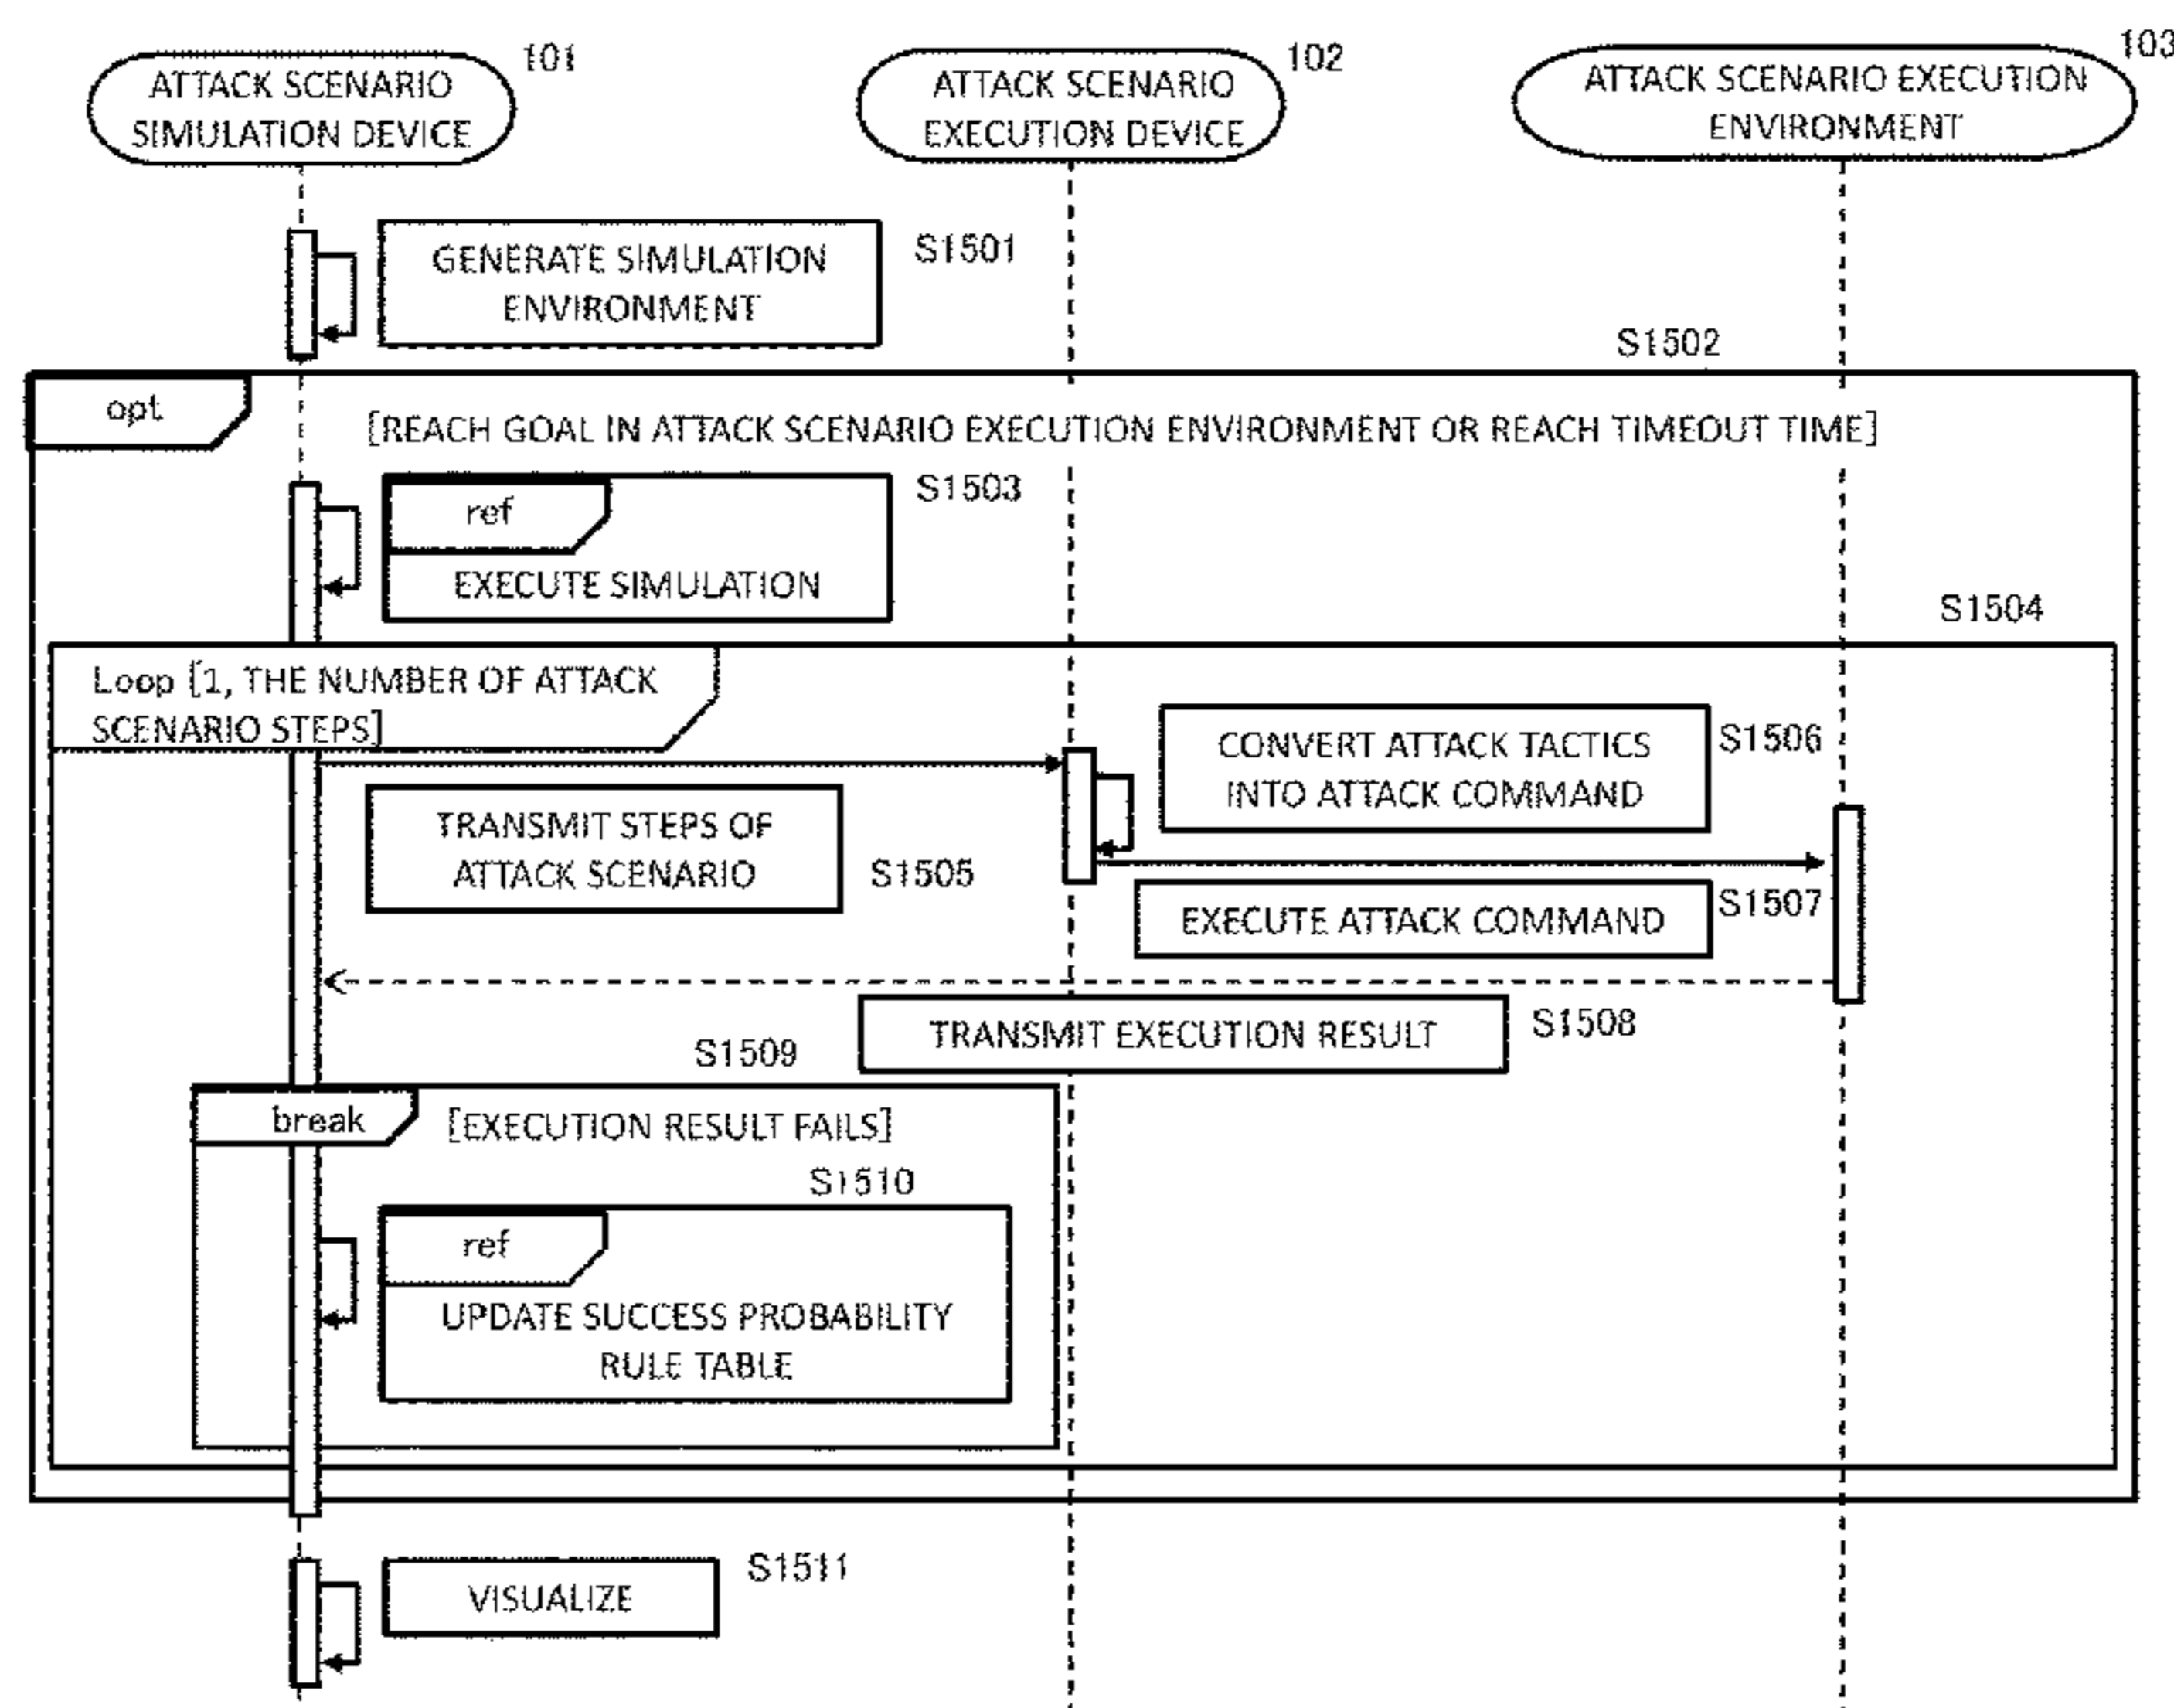 101
ATTACK SCENARIO
SIMULATION DEVICE
102
ATTACK SCENARIO
EXECUTION DEVICE
103
ATTACK SCENARIO EXECUTION
ENVIRONMENT
GENERATE SIMULATION
ENVIRONMENT
S1501
S1502
opt
[REACH GOAL IN ATTACK SCENARIO EXECUTION ENVIRONMENT OR REACH TIMEOUT TIME]
ref
EXECUTE SIMULATION
S1503
S1504
Loop [1, THE NUMBER OF ATTACK
SCENARIO STEPS]
CONVERT ATTACK TACTICS
INTO ATTACK COMMAND
S1506
TRANSMIT STEPS OF
ATTACK SCENARIO
S1505
EXECUTE ATTACK COMMAND
S1507
TRANSMIT EXECUTION RESULT
S1508
S1509
break
[EXECUTION RESULT FAILS]
S1510
ref
UPDATE SUCCESS PROBABILITY
RULE TABLE
VISUALIZE
S1511